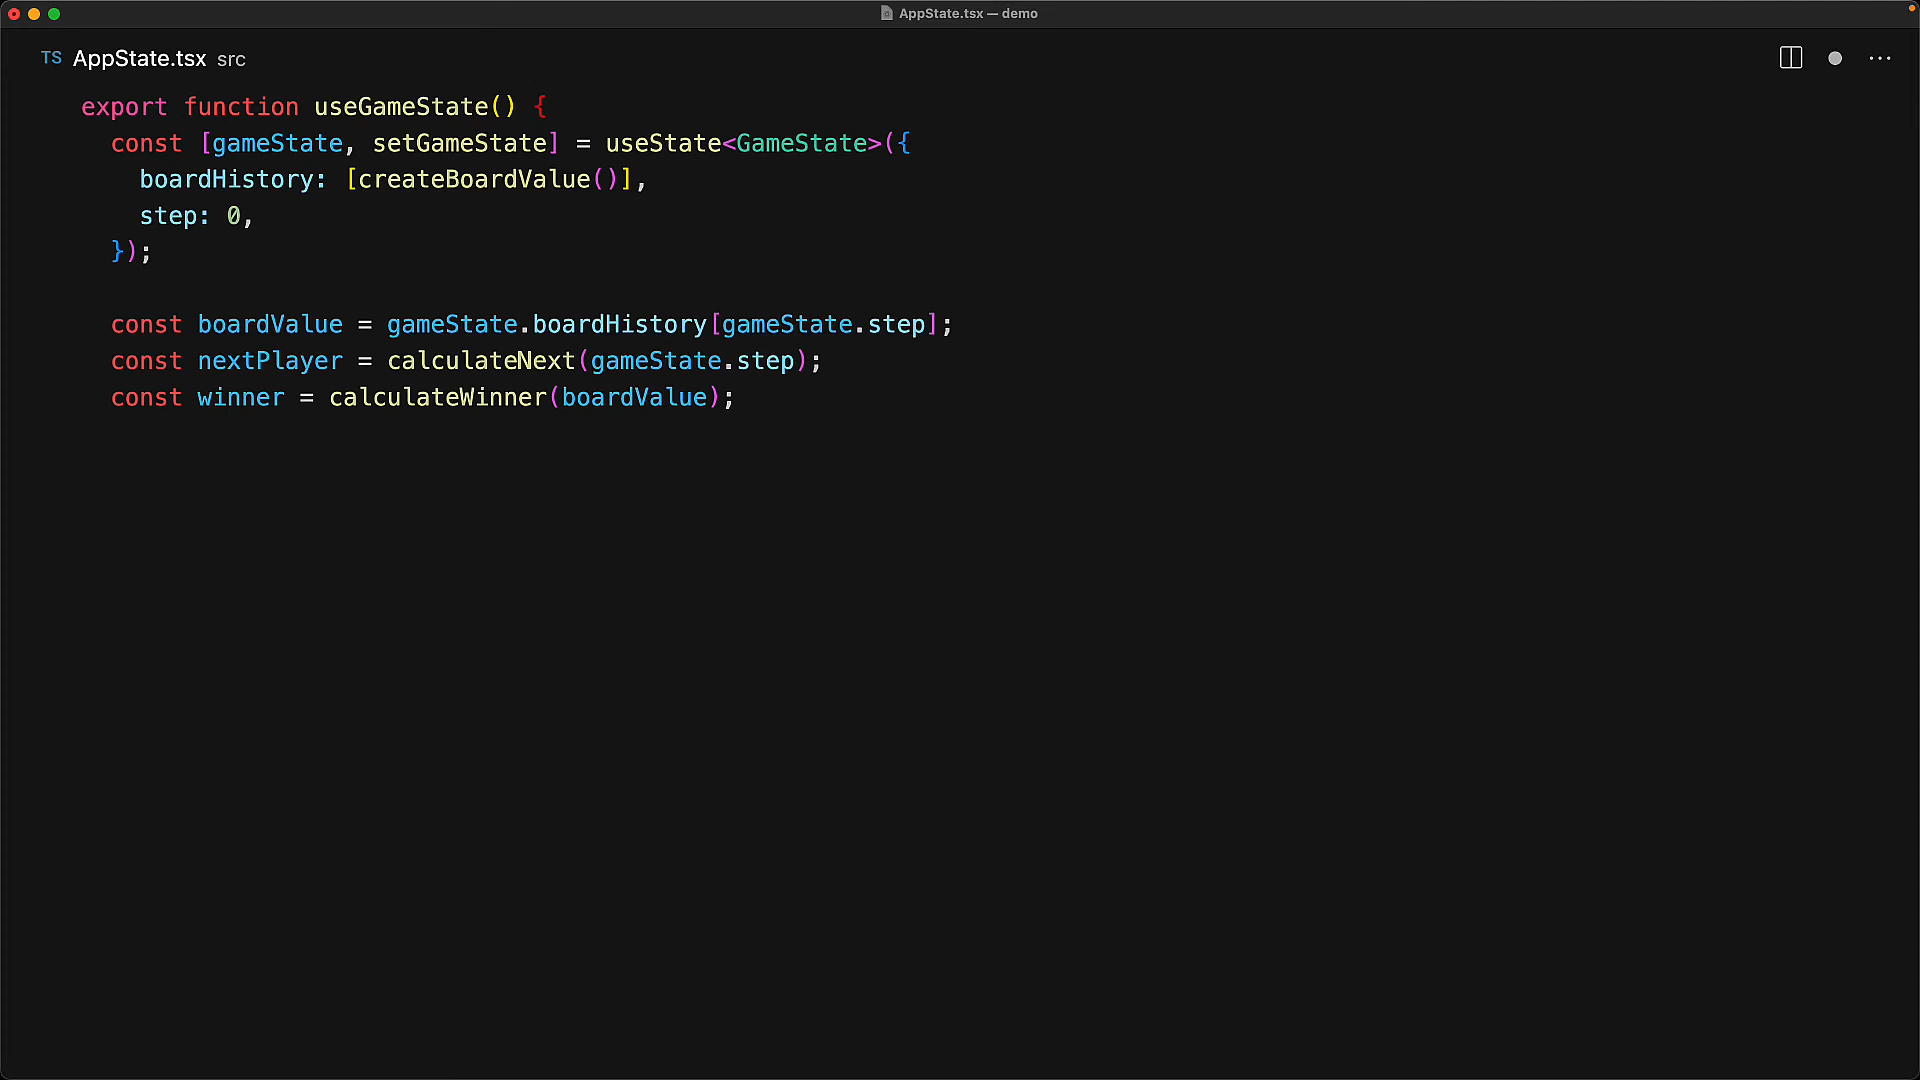 AppState.tsx — demo
TS AppState.tsx src
export function useGameState() {
  const [gameState, setGameState] = useState<GameState>({
    boardHistory: [createBoardValue()],
    step: 0,
  });

  const boardValue = gameState.boardHistory[gameState.step];
  const nextPlayer = calculateNext(gameState.step);
  const winner = calculateWinner(boardValue);